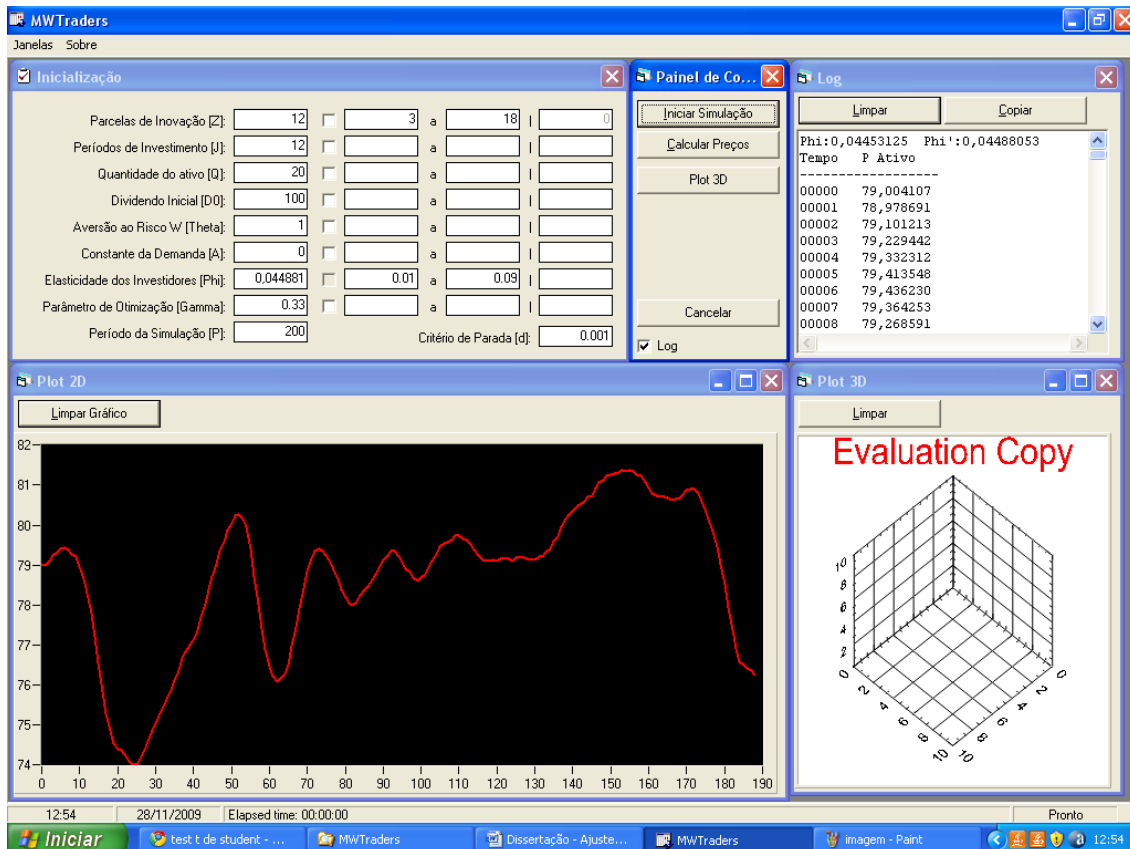 MWTraders
Janelas Sobre
Inicialização
Parcelas de Inovação [Z]: 12 3 a 18 | 0
Períodos de Investimento [J]: 12 a |
Quantidade do ativo [Q]: 20 a |
Dividendo Inicial [D0]: 100 a |
Aversão ao Risco W [Theta]: 1 a |
Constante da Demanda [A]: 0 a |
Elasticidade dos Investidores [Phi]: 0,044881 0.01 a 0.09 |
Parâmetro de Otimização [Gamma]: 0.33 a |
Período da Simulação [P]: 200 Critério de Parada [d]: 0.001
Painel de Co...
Iniciar Simulação
Calcular Preços
Plot 3D
Cancelar
Log
Log
Limpar Copiar
Phi:0,04453125 Phi':0,04488053
Tempo P Ativo
------------------
00000 79,004107
00001 78,978691
00002 79,101213
00003 79,229442
00004 79,332312
00005 79,413548
00006 79,436230
00007 79,364253
00008 79,268591
Plot 2D
Limpar Gráfico
82
81
80
79
78
77
76
75
74
0 10 20 30 40 50 60 70 80 90 100 110 120 130 140 150 160 170 180 190
Plot 3D
Limpar
Evaluation Copy
10
8
6
4
2
0 2 4 6 8 10
0 2 4 6 8 10
12:54 28/11/2009 Elapsed time: 00:00:00 Pronto
Iniciar test t de student - ... MWTraders Dissertação - Ajuste... MWTraders imagem - Paint 12:54